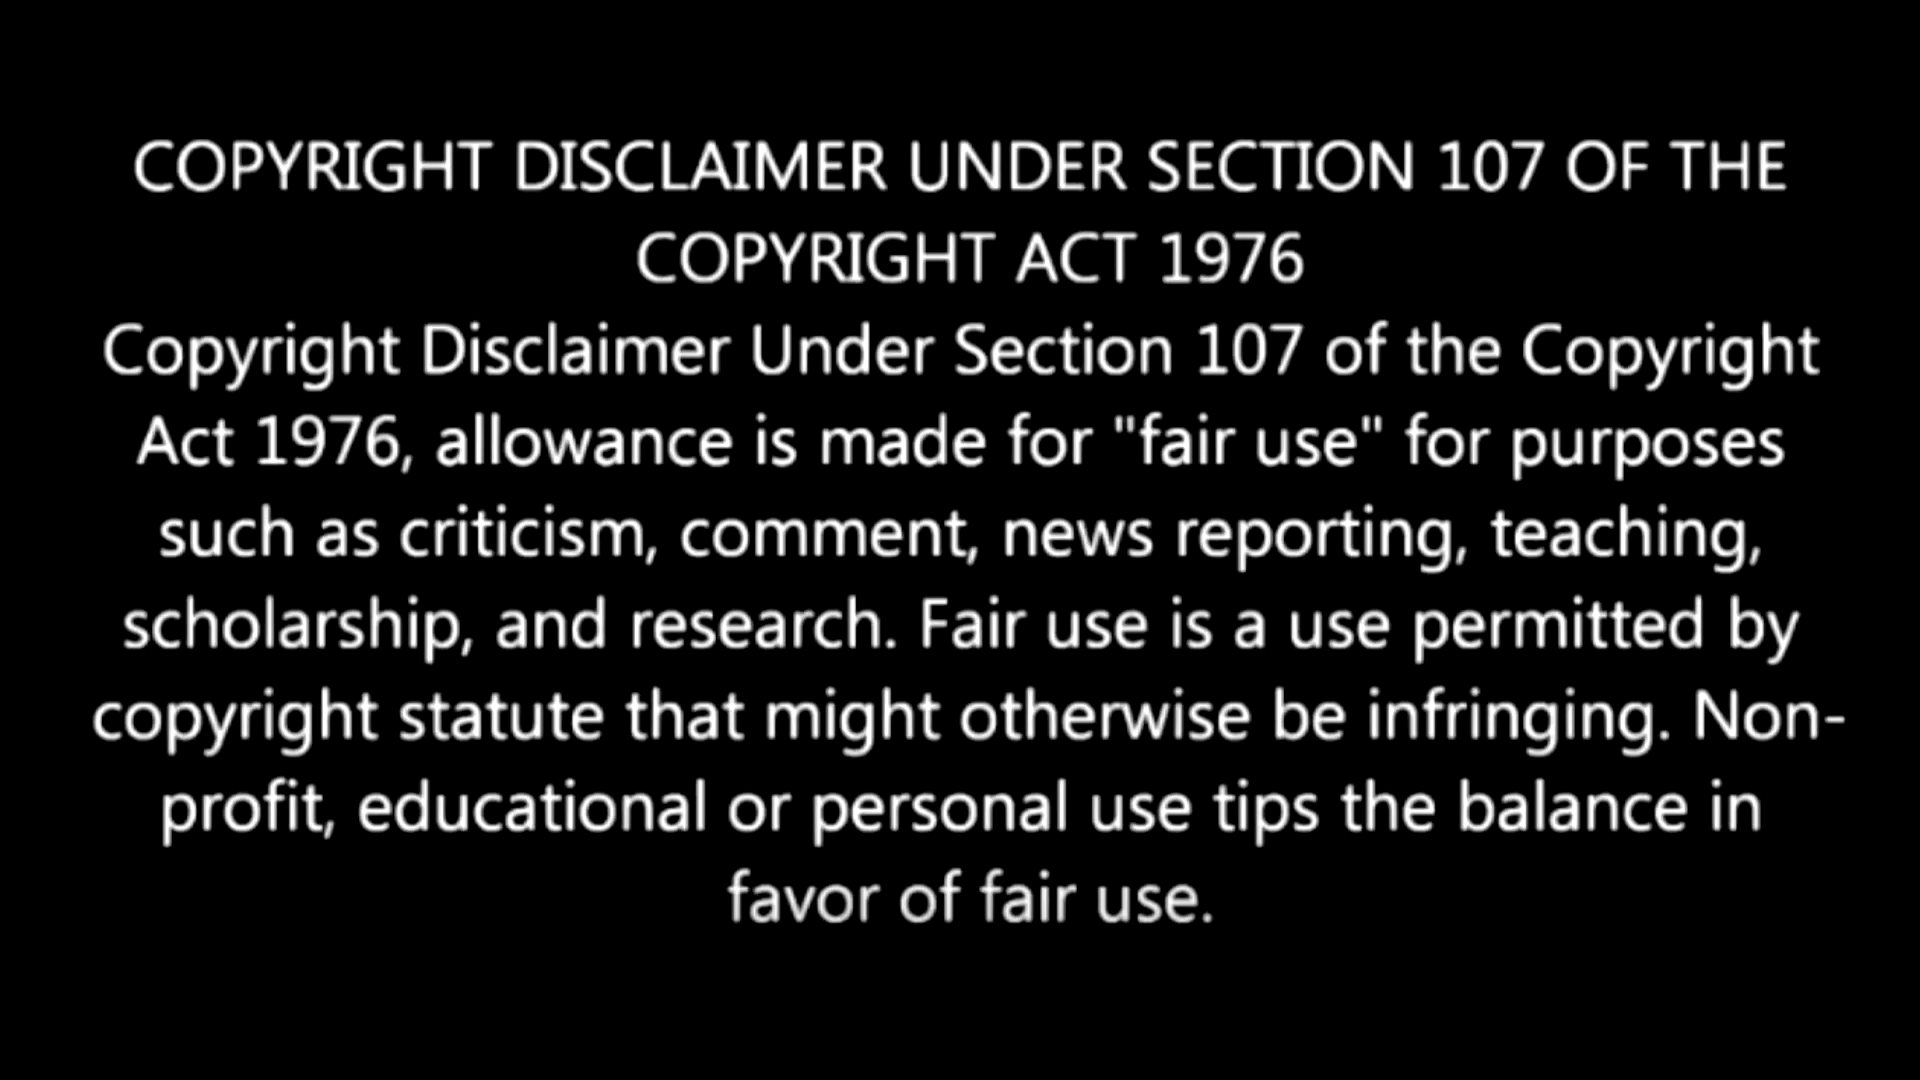 COPYRIGHT DISCLAIMER UNDER SECTION 107 OF THE
COPYRIGHT ACT 1976
Copyright Disclaimer Under Section 107 of the Copyright
Act 1976, allowance is made for "fair use" for purposes
such as criticism, comment, news reporting, teaching,
scholarship, and research. Fair use is a use permitted by
copyright statute that might otherwise be infringing. Non-
profit, educational or personal use tips the balance in
favor of fair use.